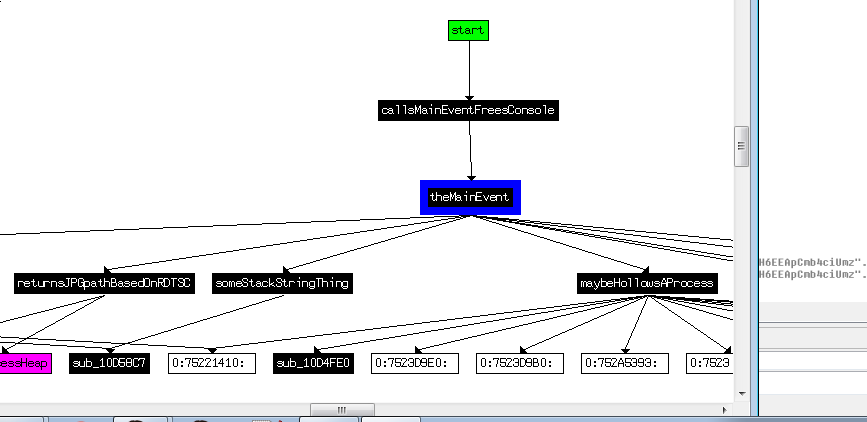 start
callsMainEventFreesConsole
theMainEvent
H6EEApCmb4ciUmz".
H6EEApCmb4ciUmz".
returnsJPGpathBasedOnRDTSC
someStackStringThing
maybeHollowsAProcess
essHeap
sub_10D58C7
0:75221410:
sub_10D4FE0
0:7523D9E0:
0:7523D9B0:
0:752A5393:
0:7523